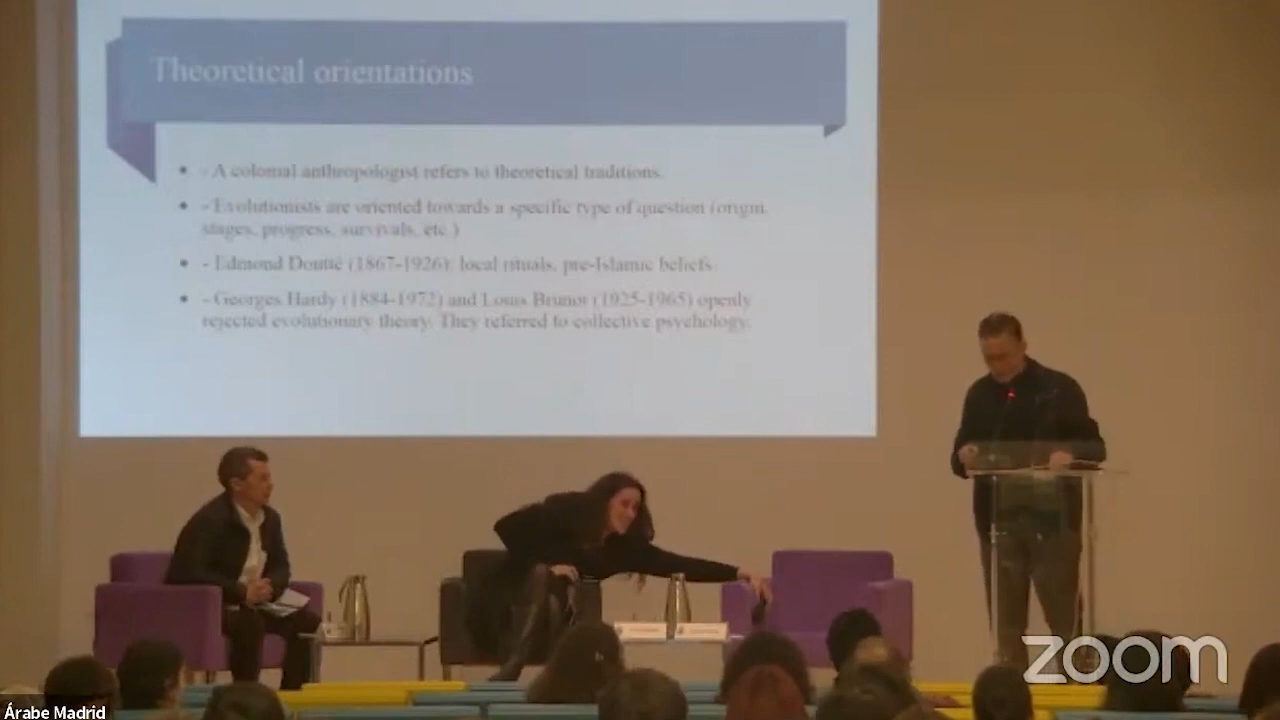 Theoretical orientations
- A colonial anthropologist refers to theoretical traditions.
- Evolutionists are oriented towards a specific type of question (origin,
stages, progress, survivals, etc.)
- Edmond Doutté (1867-1926): local rituals, pre-Islamic beliefs.
- Georges Hardy (1884-1972) and Louis Brunot (1925-1965) openly
rejected evolutionary theory. They referred to collective psychology.
zoom
Árabe Madrid